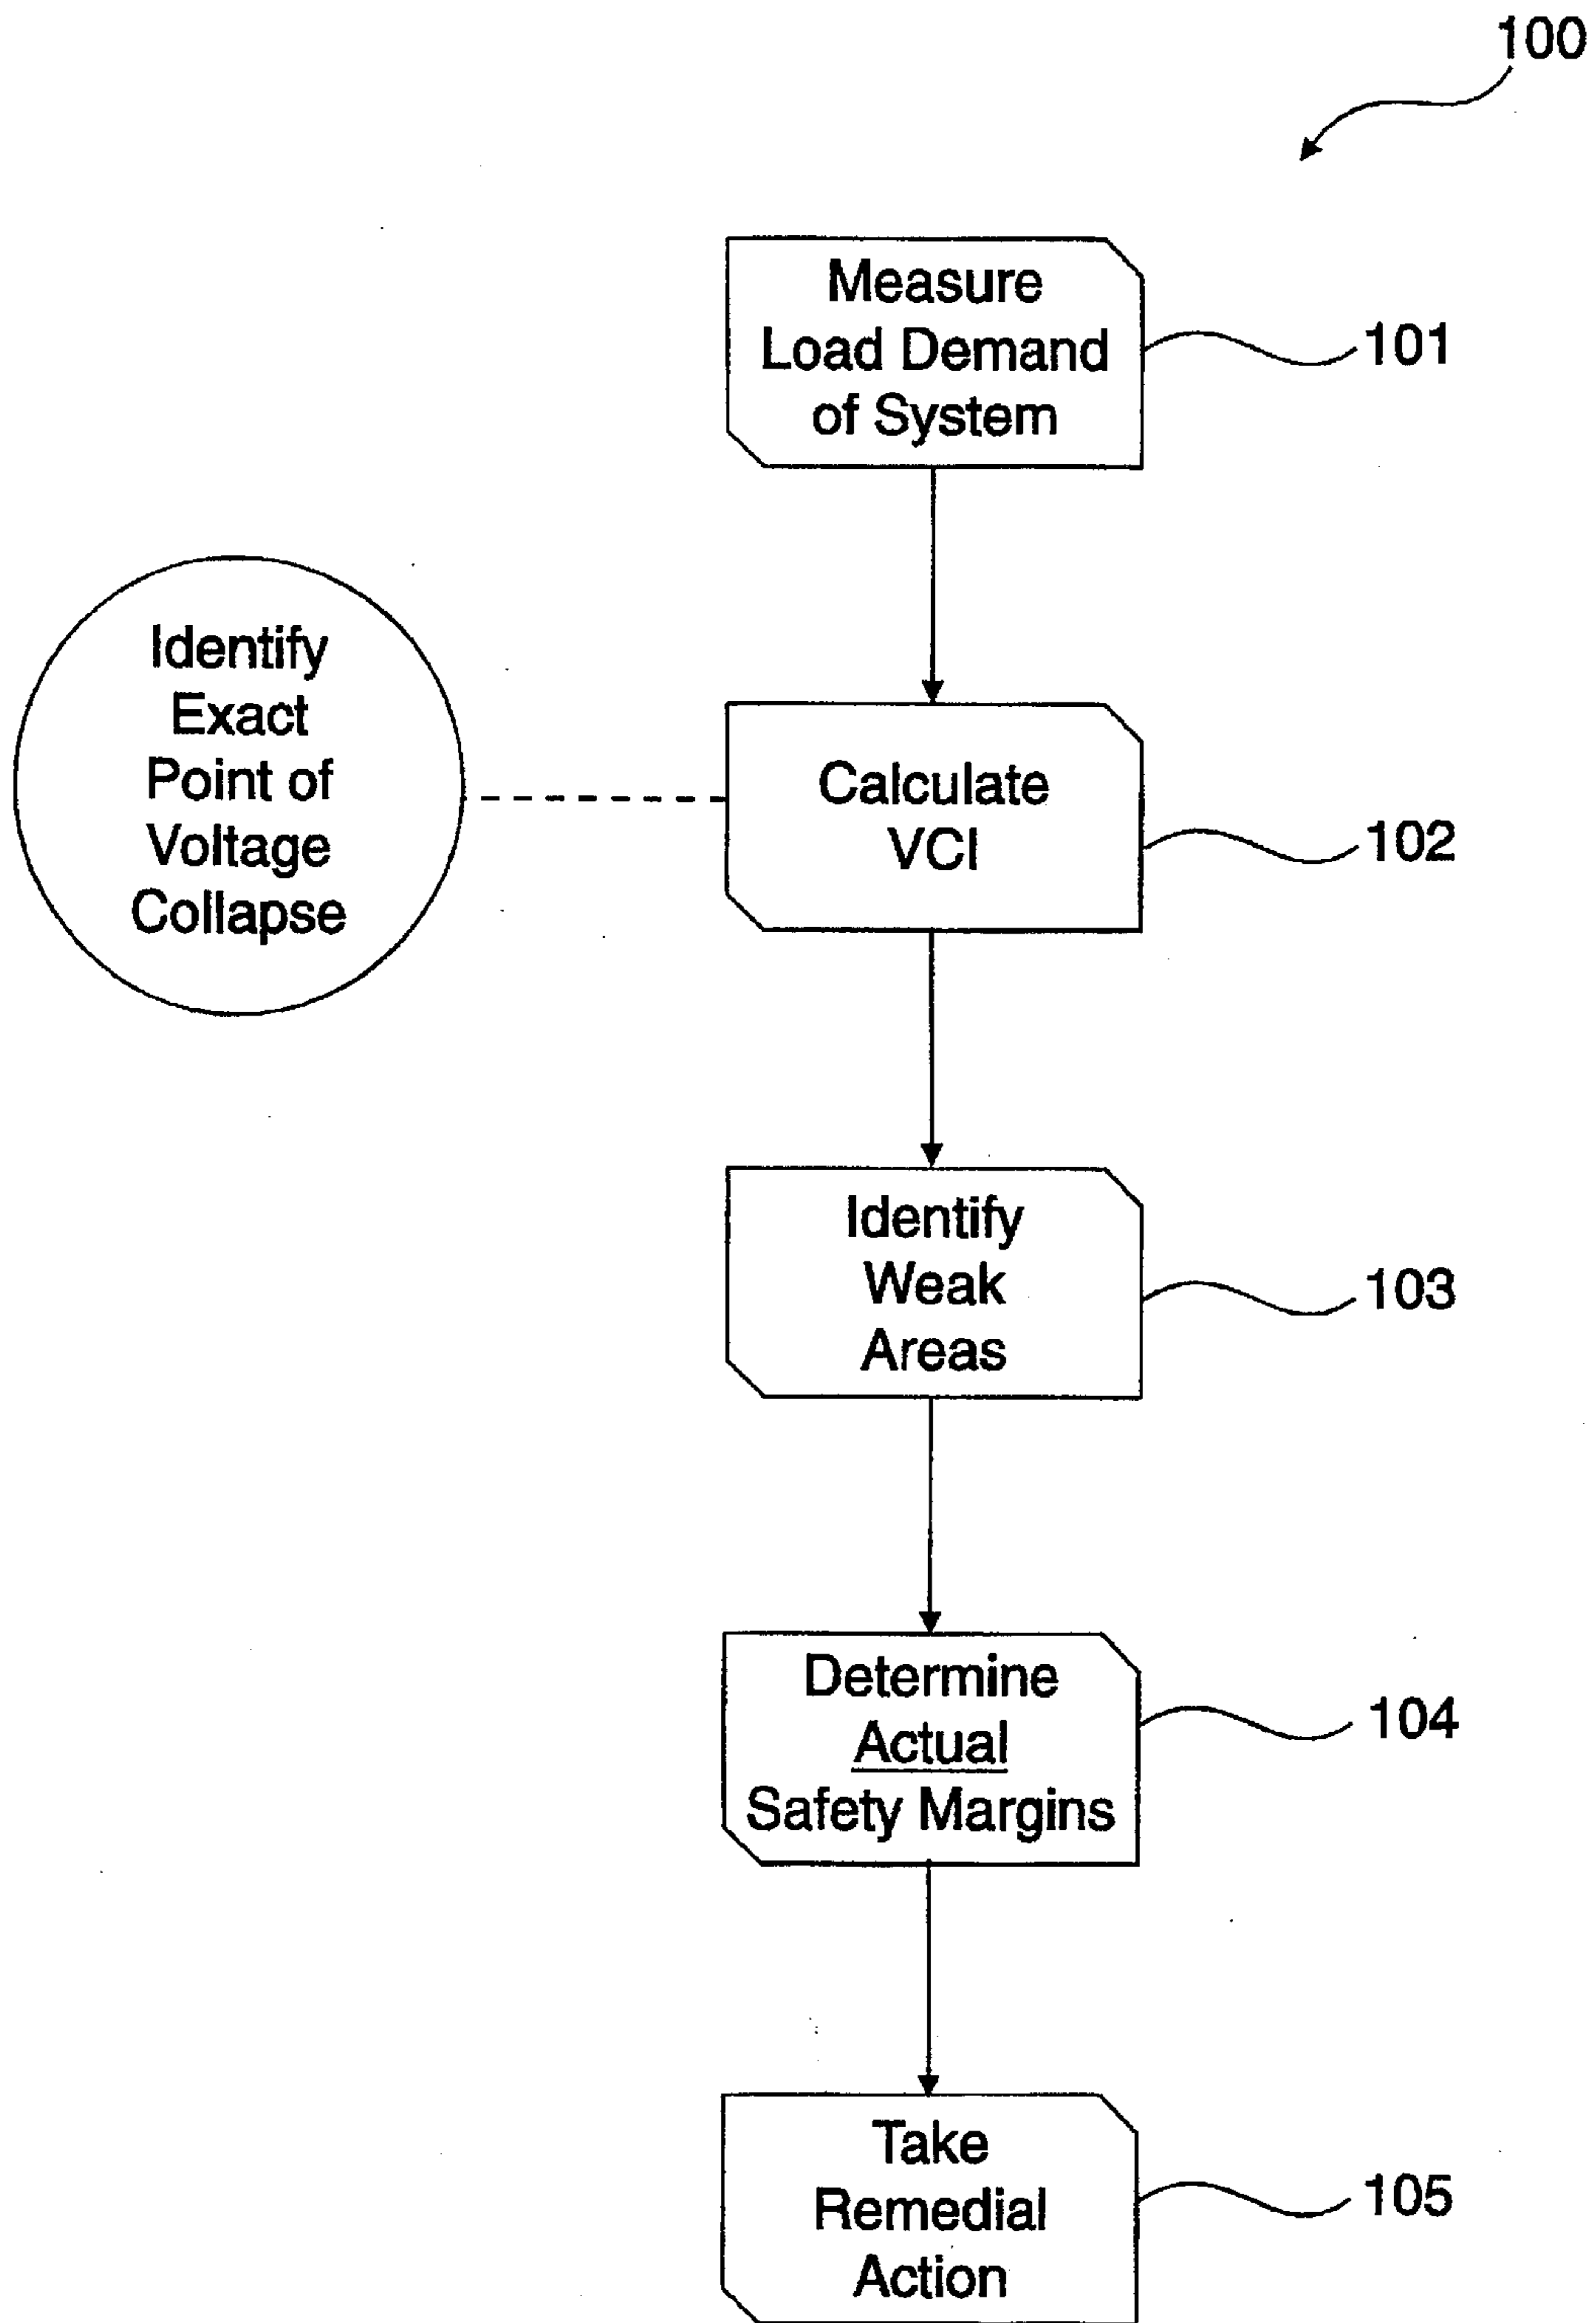 100
Measure
Load Demand
of System
101
Identify
Exact
Point of
Voltage
Collapse
Calculate
VCI
102
Identify
Weak
Areas
103
Determine
Actual
Safety Margins
104
Take
Remedial
Action
105